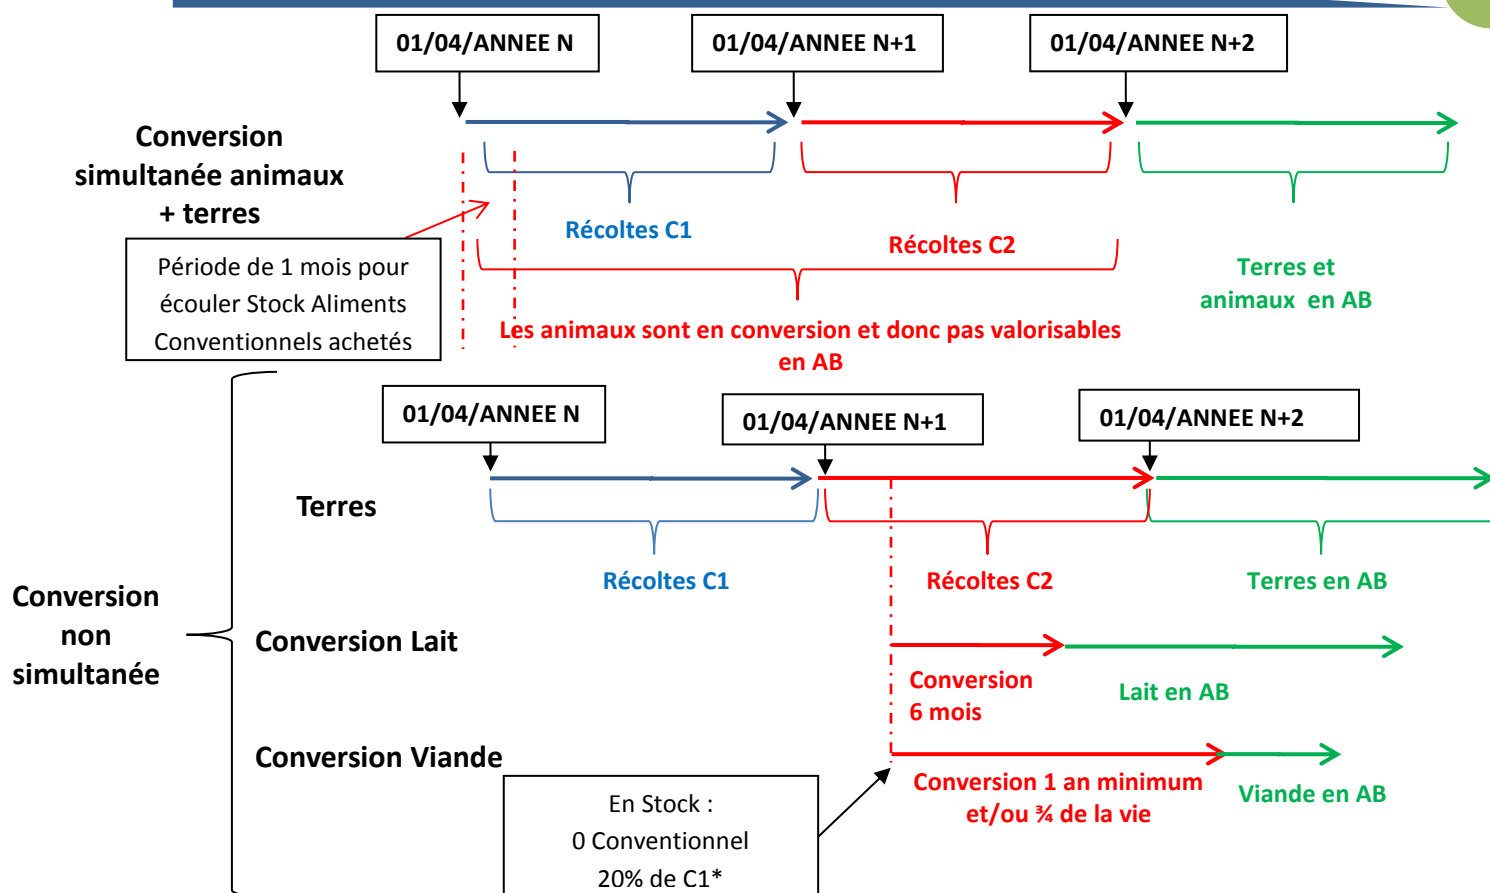 01/04/ANNEE N
01/04/ANNEE N+1
01/04/ANNEE N+2
Conversion
simultanée animaux
+ terres
Récoltes C1
Récoltes C2
Terres et
animaux en AB
Période de 1 mois pour
écouler Stock Aliments
Conventionnels achetés
Les animaux sont en conversion et donc pas valorisables
en AB
01/04/ANNEE N
01/04/ANNEE N+1
01/04/ANNEE N+2
Terres
Récoltes C1
Récoltes C2
Terres en AB
Conversion
non
simultanée
Conversion Lait
Conversion
6 mois
Lait en AB
Conversion Viande
Conversion 1 an minimum
et/ou ¾ de la vie
Viande en AB
En Stock :
0 Conventionnel
20% de C1*